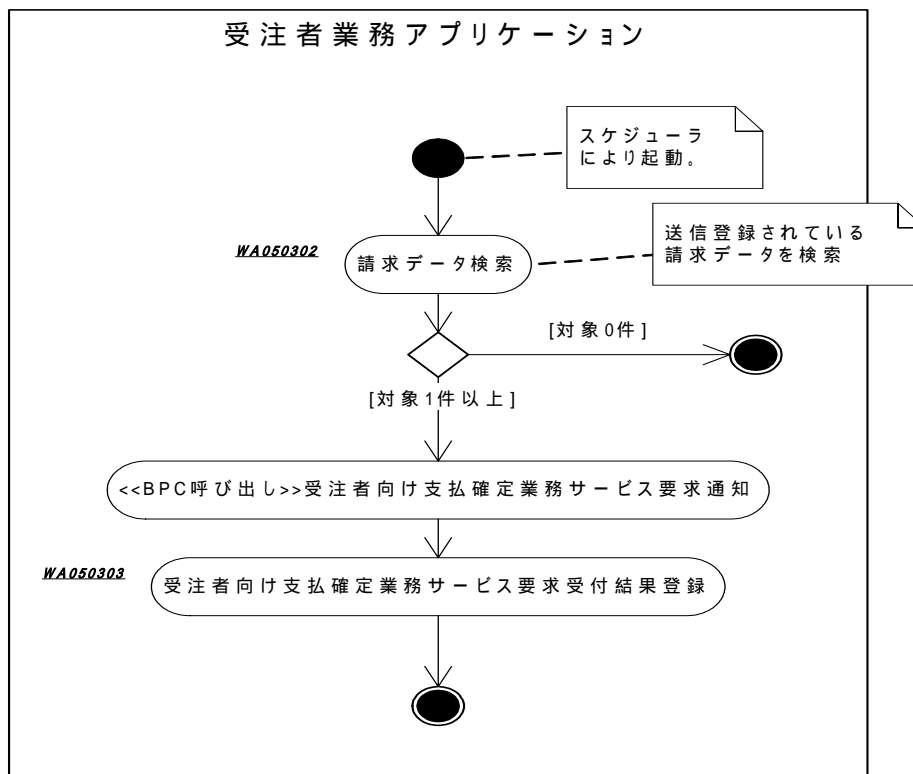 受注者業務アプリケーション
スケジューラ
により起動。
送信登録されている
請求データを検索
WA050302
請求データ検索
[対象0件]
[対象1件以上]
<<BPC呼び出し>>受注者向け支払確定業務サービス要求通知
WA050303
受注者向け支払確定業務サービス要求受付結果登録